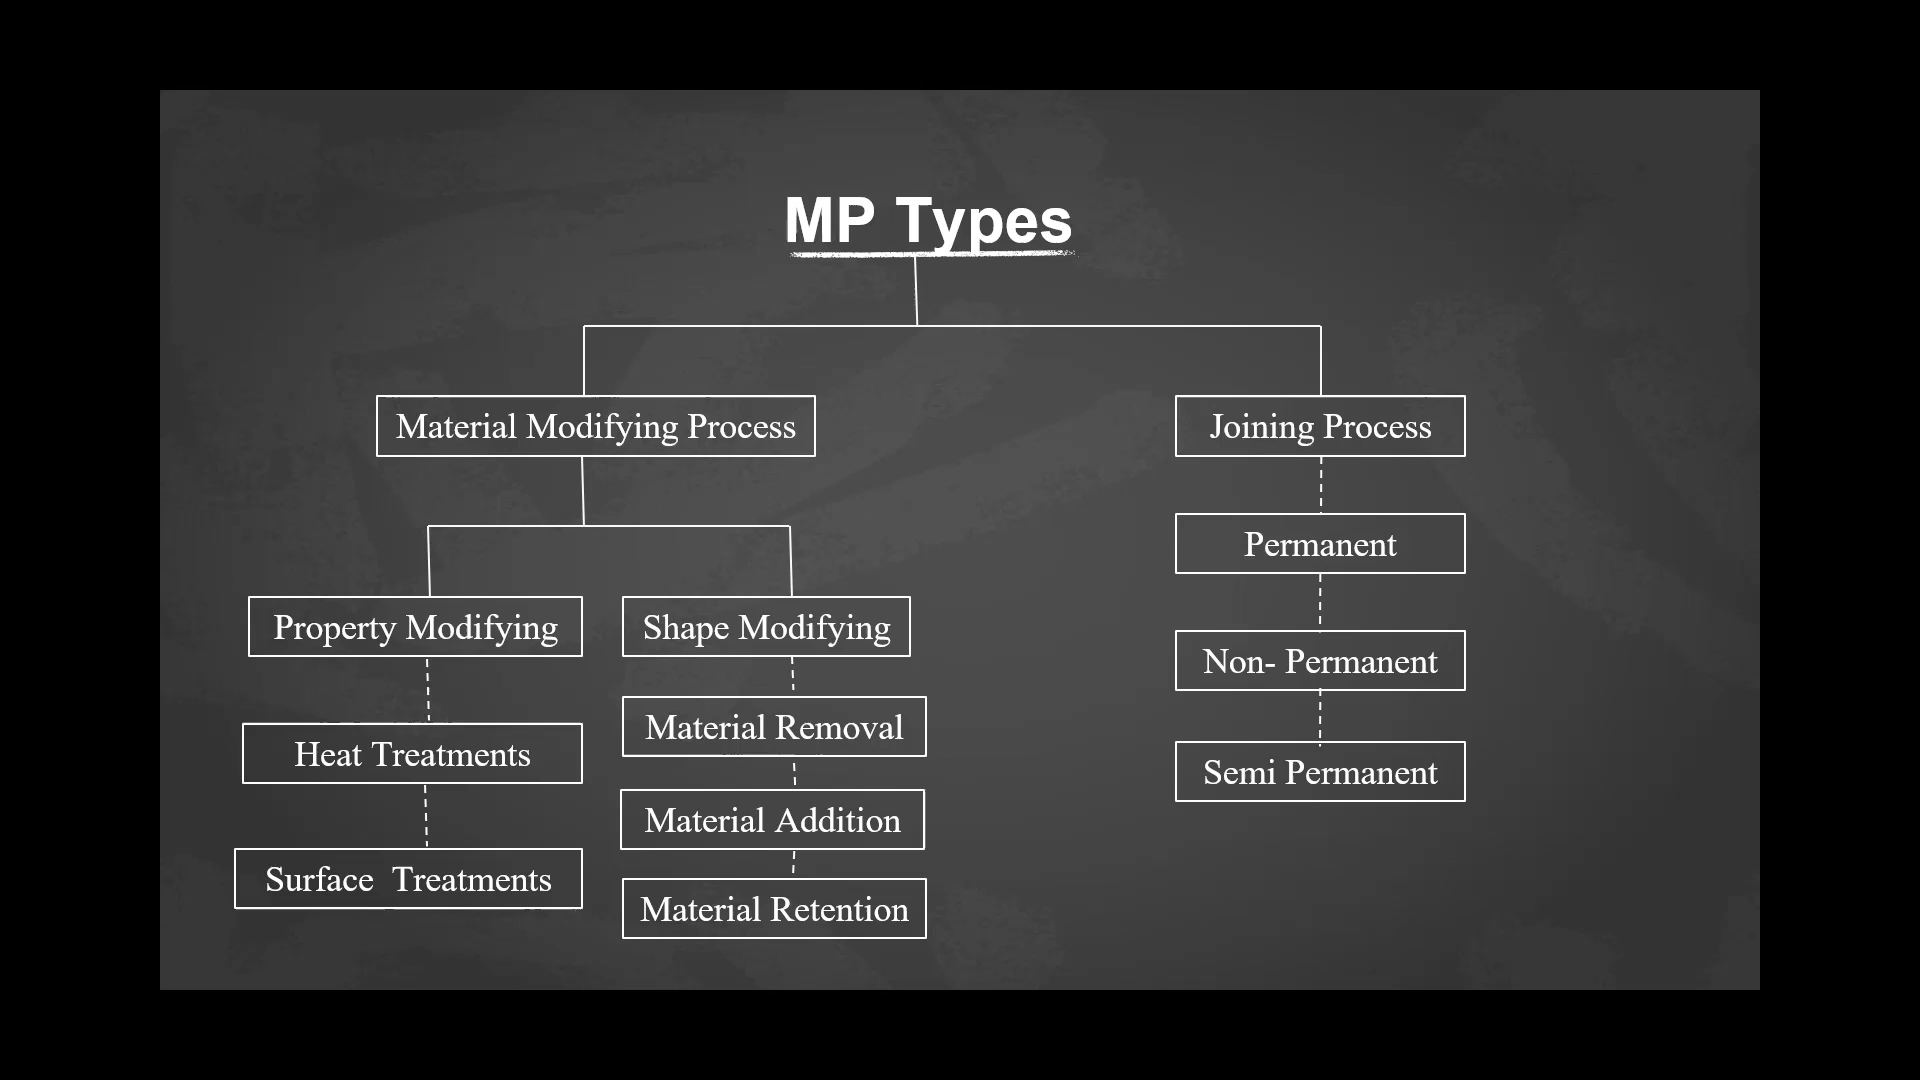 MP Types
Material Modifying Process
Joining Process
Property Modifying
Shape Modifying
Heat Treatments
Surface Treatments
Material Removal
Material Addition
Material Retention
Permanent
Non- Permanent
Semi Permanent